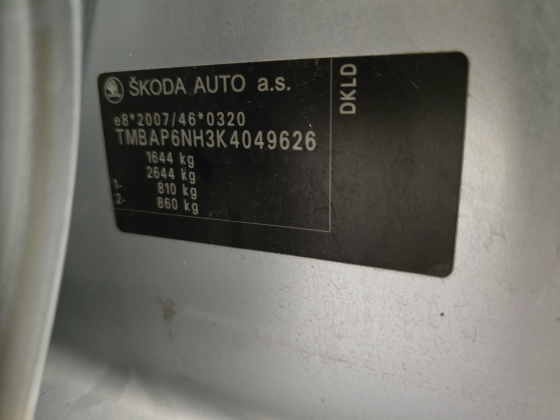 ŠKODA AUTO a.s.
e8*2007/46*0320
TMBAP6NH3K4049626
1644 kg
2644 kg
1- 810 kg
2- 860 kg
DKLD